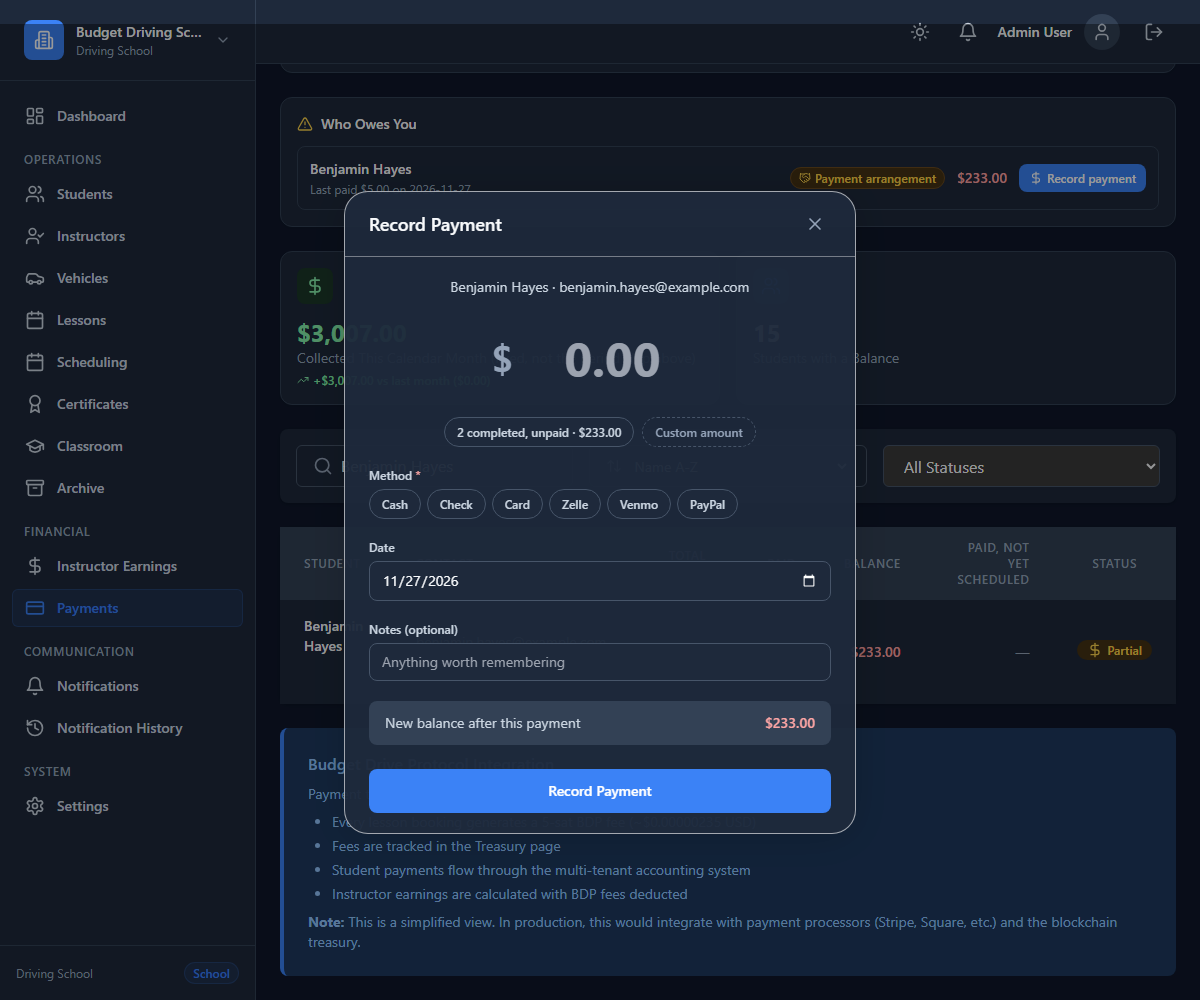 Budget Driving Sc...
Driving School
Admin User
Dashboard
OPERATIONS
Students
Instructors
Vehicles
Lessons
Scheduling
Certificates
Classroom
Archive
FINANCIAL
Instructor Earnings
Payments
COMMUNICATION
Notifications
Notification History
SYSTEM
Settings
Driving School
School
Who Owes You
Benjamin Hayes
Last paid $5.00 on 2026-11-27
Payment arrangement
$233.00
$ Record payment
Record Payment
Benjamin Hayes · benjamin.hayes@example.com
$ 0.00
2 completed, unpaid · $233.00
Custom amount
Method *
Cash
Check
Card
Zelle
Venmo
PayPal
Date
11/27/2026
Notes (optional)
Anything worth remembering
New balance after this payment
$233.00
Record Payment
$
$3,007.00
Collected
15
Balance
Name A-Z
All Statuses
PAID, NOT
YET
SCHEDULED
STATUS
Benjamin
Hayes
$233.00
—
$ Partial
Fees are tracked in the Treasury page
Student payments flow through the multi-tenant accounting system
Instructor earnings are calculated with BDP fees deducted
Note: This is a simplified view. In production, this would integrate with payment processors (Stripe, Square, etc.) and the blockchain
treasury.